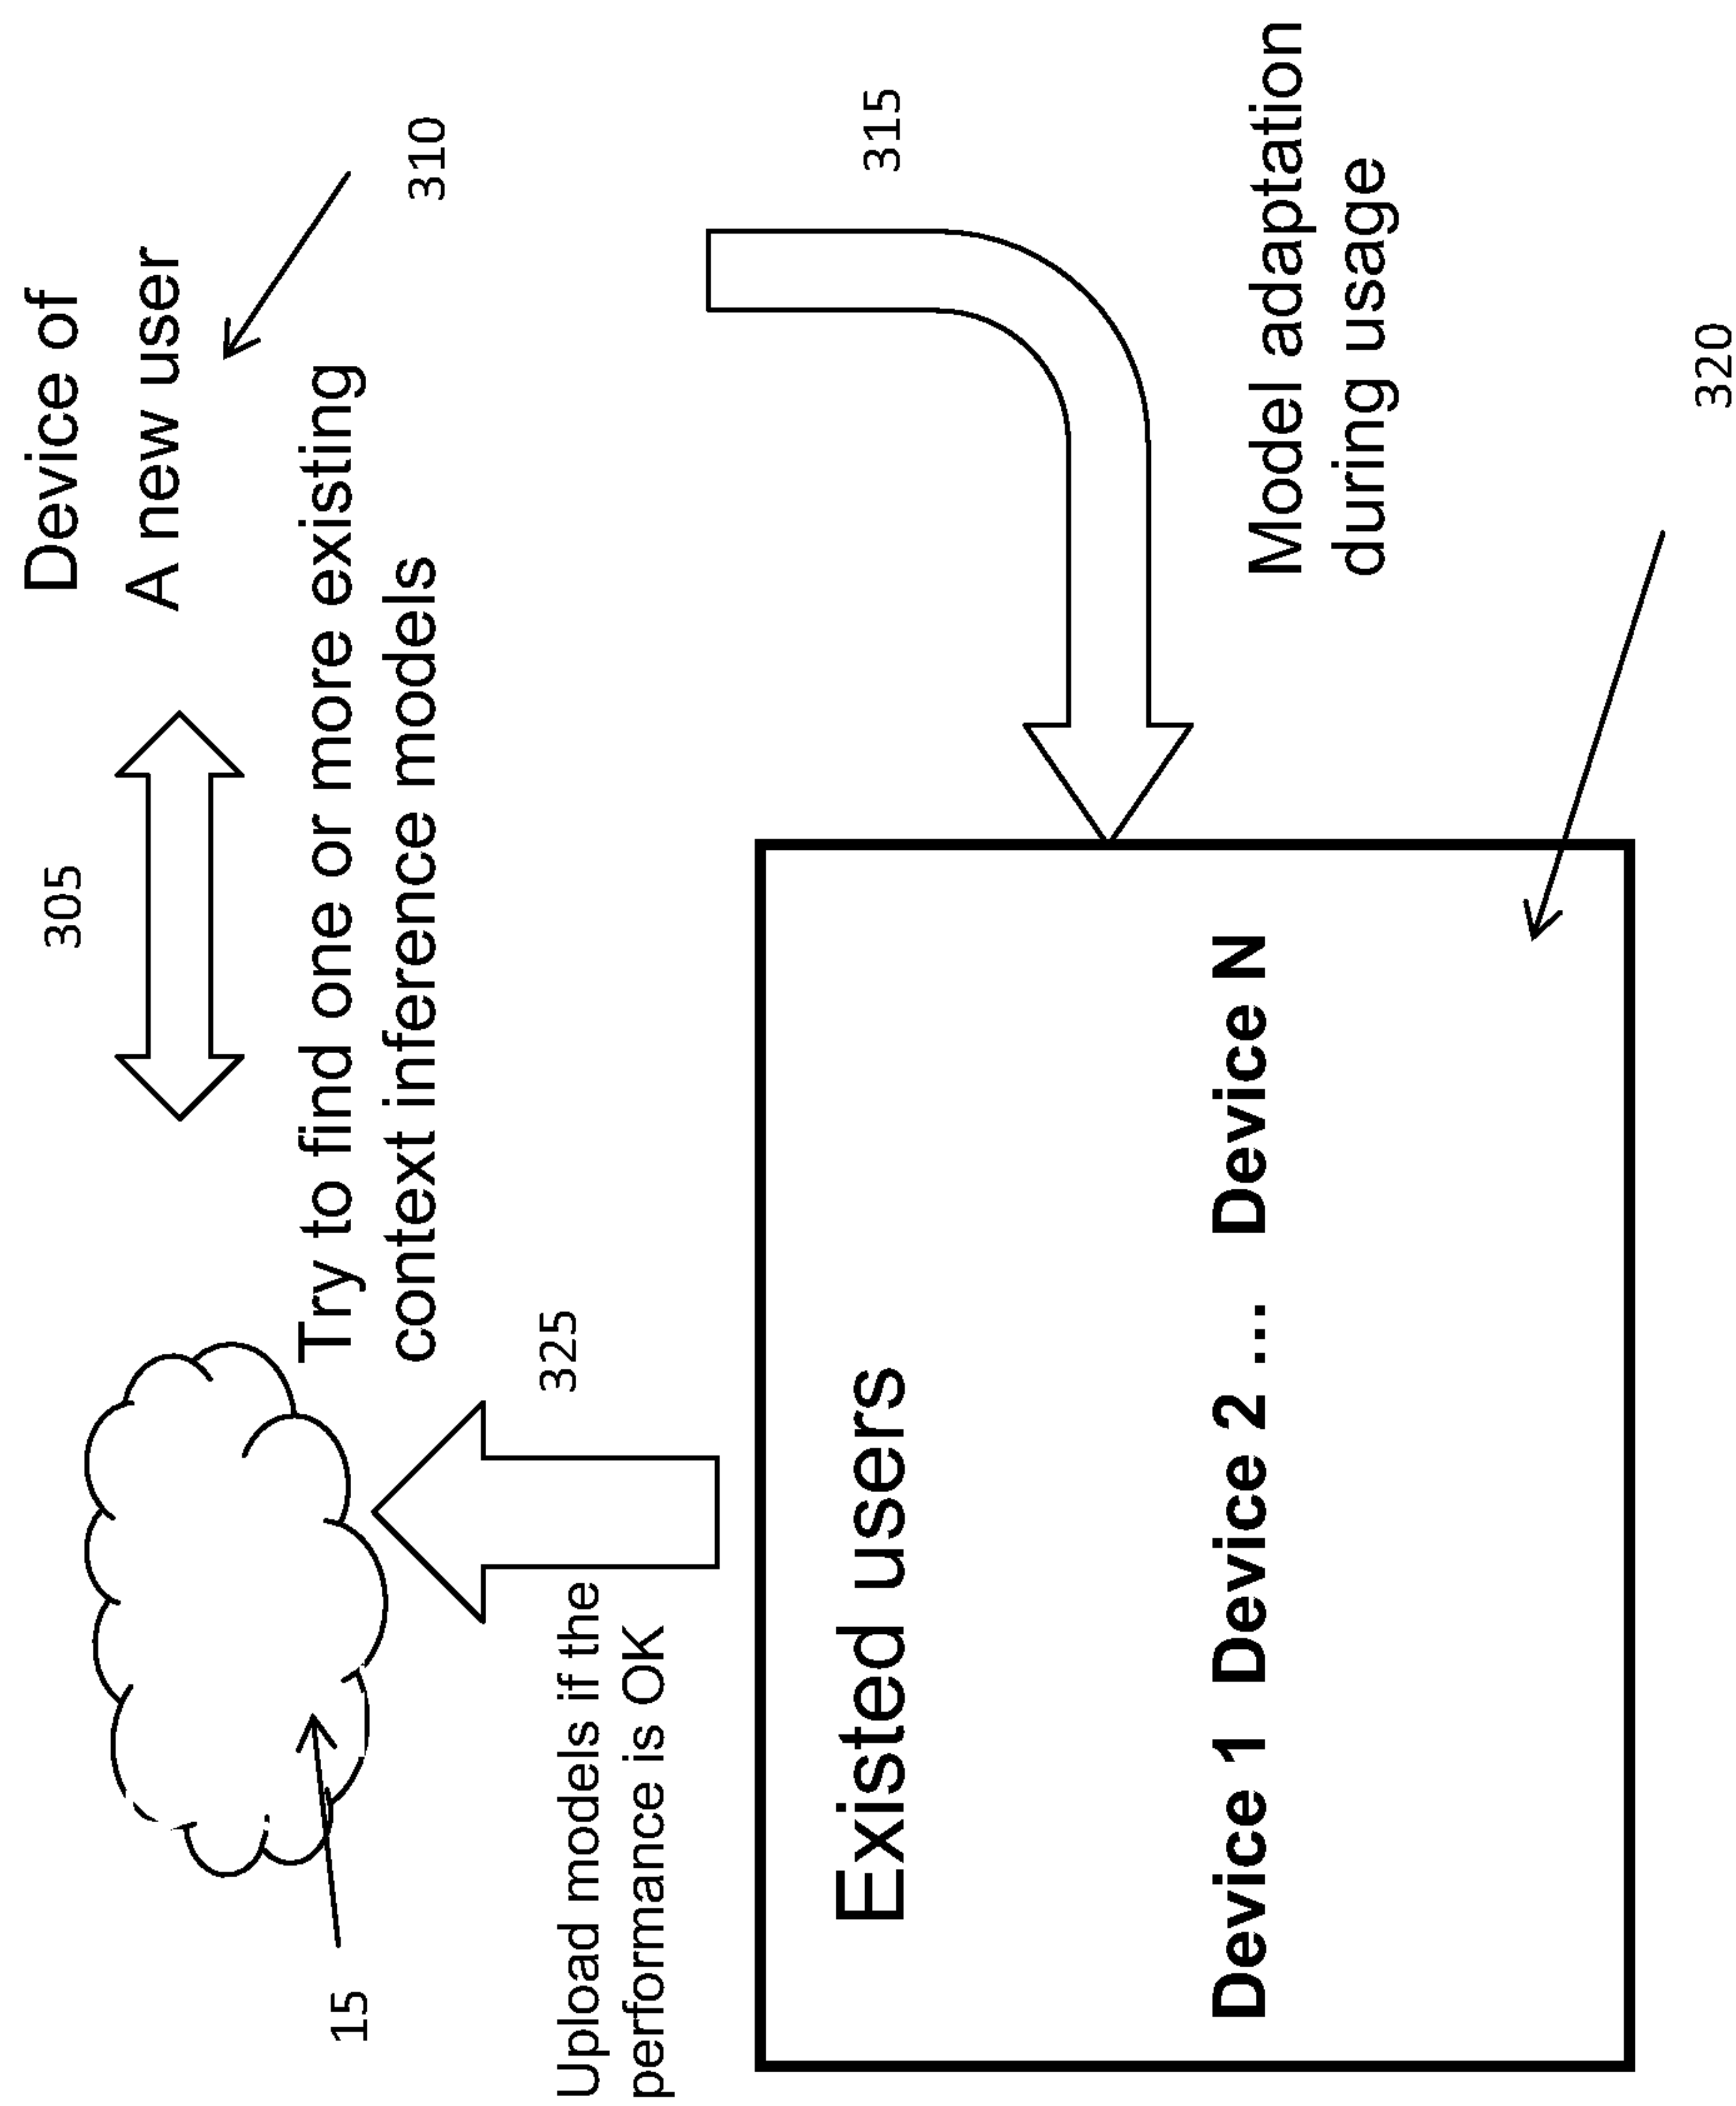 305
Device of
A new user
310
15
Try to find one or more existing
context inference models
325
Upload models if the
performance is OK
315
Existed users
Device 1 Device 2 ... Device N
Model adaptation
during usage
320